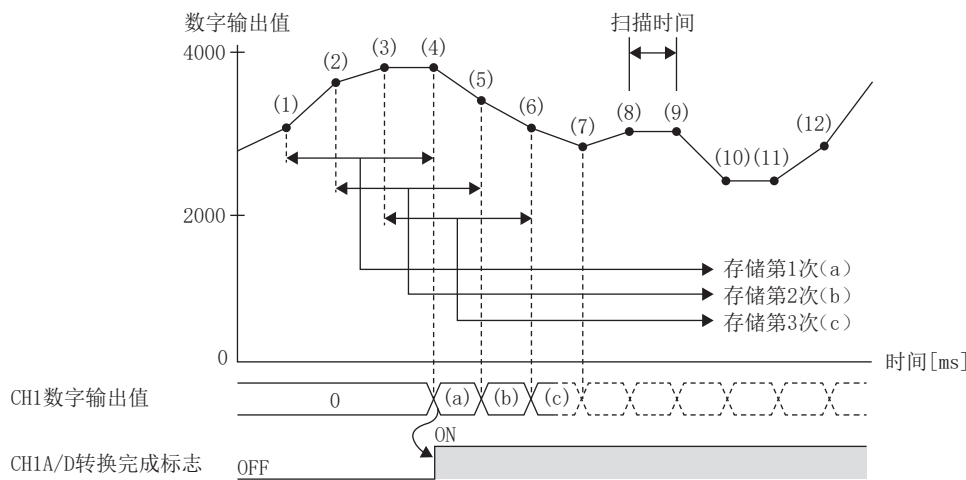 数字输出值
扫描时间
4000
(1)
(2)
(3)
(4)
(5)
(6)
(7)
(8)
(9)
(10)
(11)
(12)
2000
存储第1次(a)
存储第2次(b)
存储第3次(c)
0
时间[ms]
CH1数字输出值
0
(a)
(b)
(c)
ON
CH1A/D转换完成标志
OFF